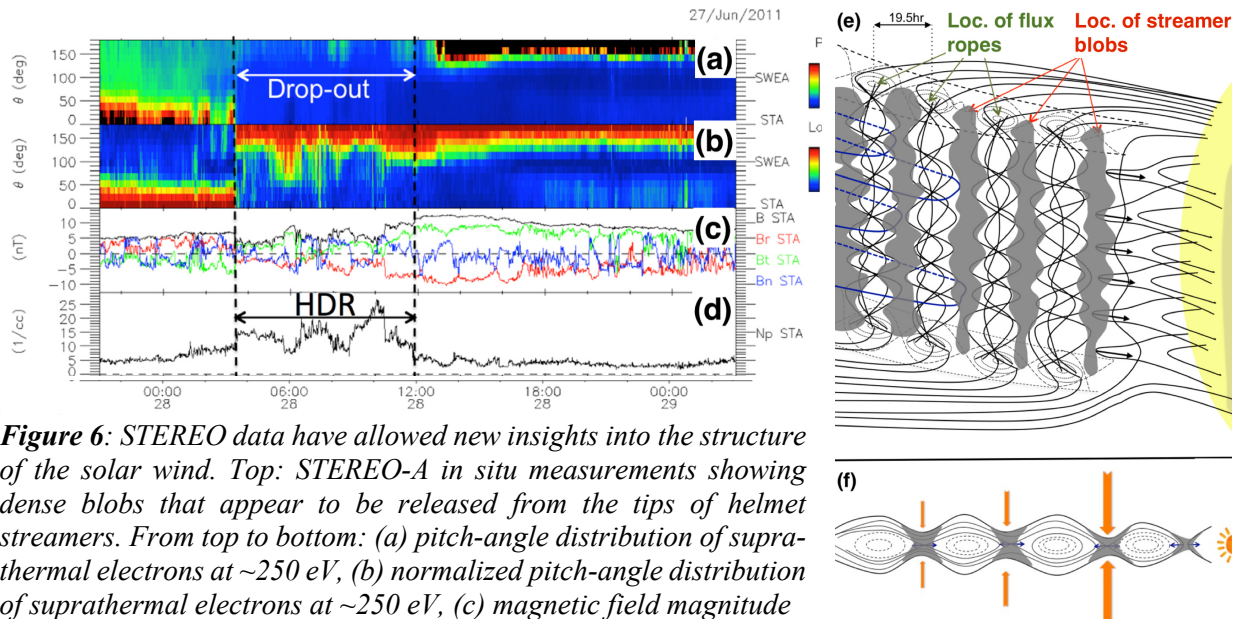 27/Jun/2011
150
100
50
0
θ (deg)
(a)
Drop-out
SWEA
STA
150
100
50
0
θ (deg)
(b)
SWEA
STA
10
5
0
-5
-10
(nT)
(c)
B STA
Br STA
Bt STA
Bn STA
25
20
15
10
5
0
(1/cc)
HDR
(d)
Np STA
00:00 06:00 12:00 18:00 00:00
28 28 28 28 29
Figure 6: STEREO data have allowed new insights into the structure
of the solar wind. Top: STEREO-A in situ measurements showing
dense blobs that appear to be released from the tips of helmet
streamers. From top to bottom: (a) pitch-angle distribution of supra-
thermal electrons at ~250 eV, (b) normalized pitch-angle distribution
of suprathermal electrons at ~250 eV, (c) magnetic field magnitude
(e)
19.5hr
Loc. of flux
ropes
Loc. of streamer
blobs
(f)